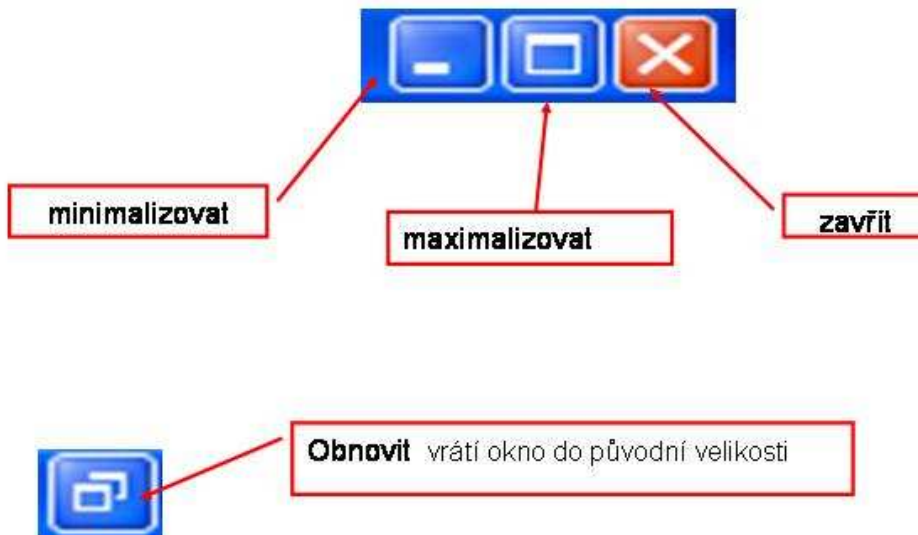 minimalizovat
maximalizovat
zavřít
Obnovit vrátí okno do původní velikosti